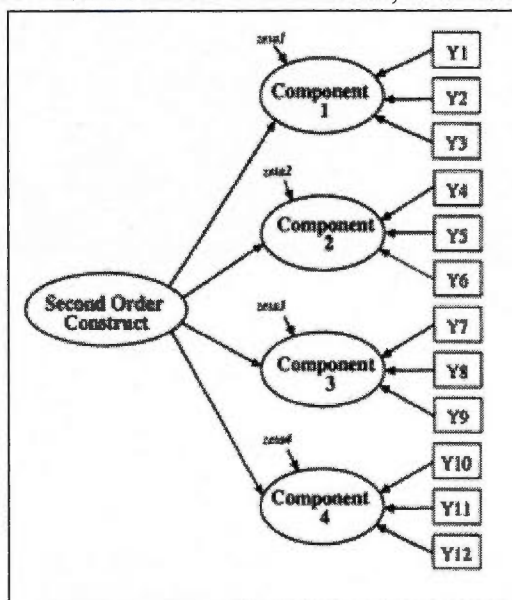 zeta1
Component
1
Y1
Y2
Y3
zeta2
Component
2
Y4
Y5
Y6
Second Order
Construct
zeta3
Component
3
Y7
Y8
Y9
zeta4
Component
4
Y10
Y11
Y12